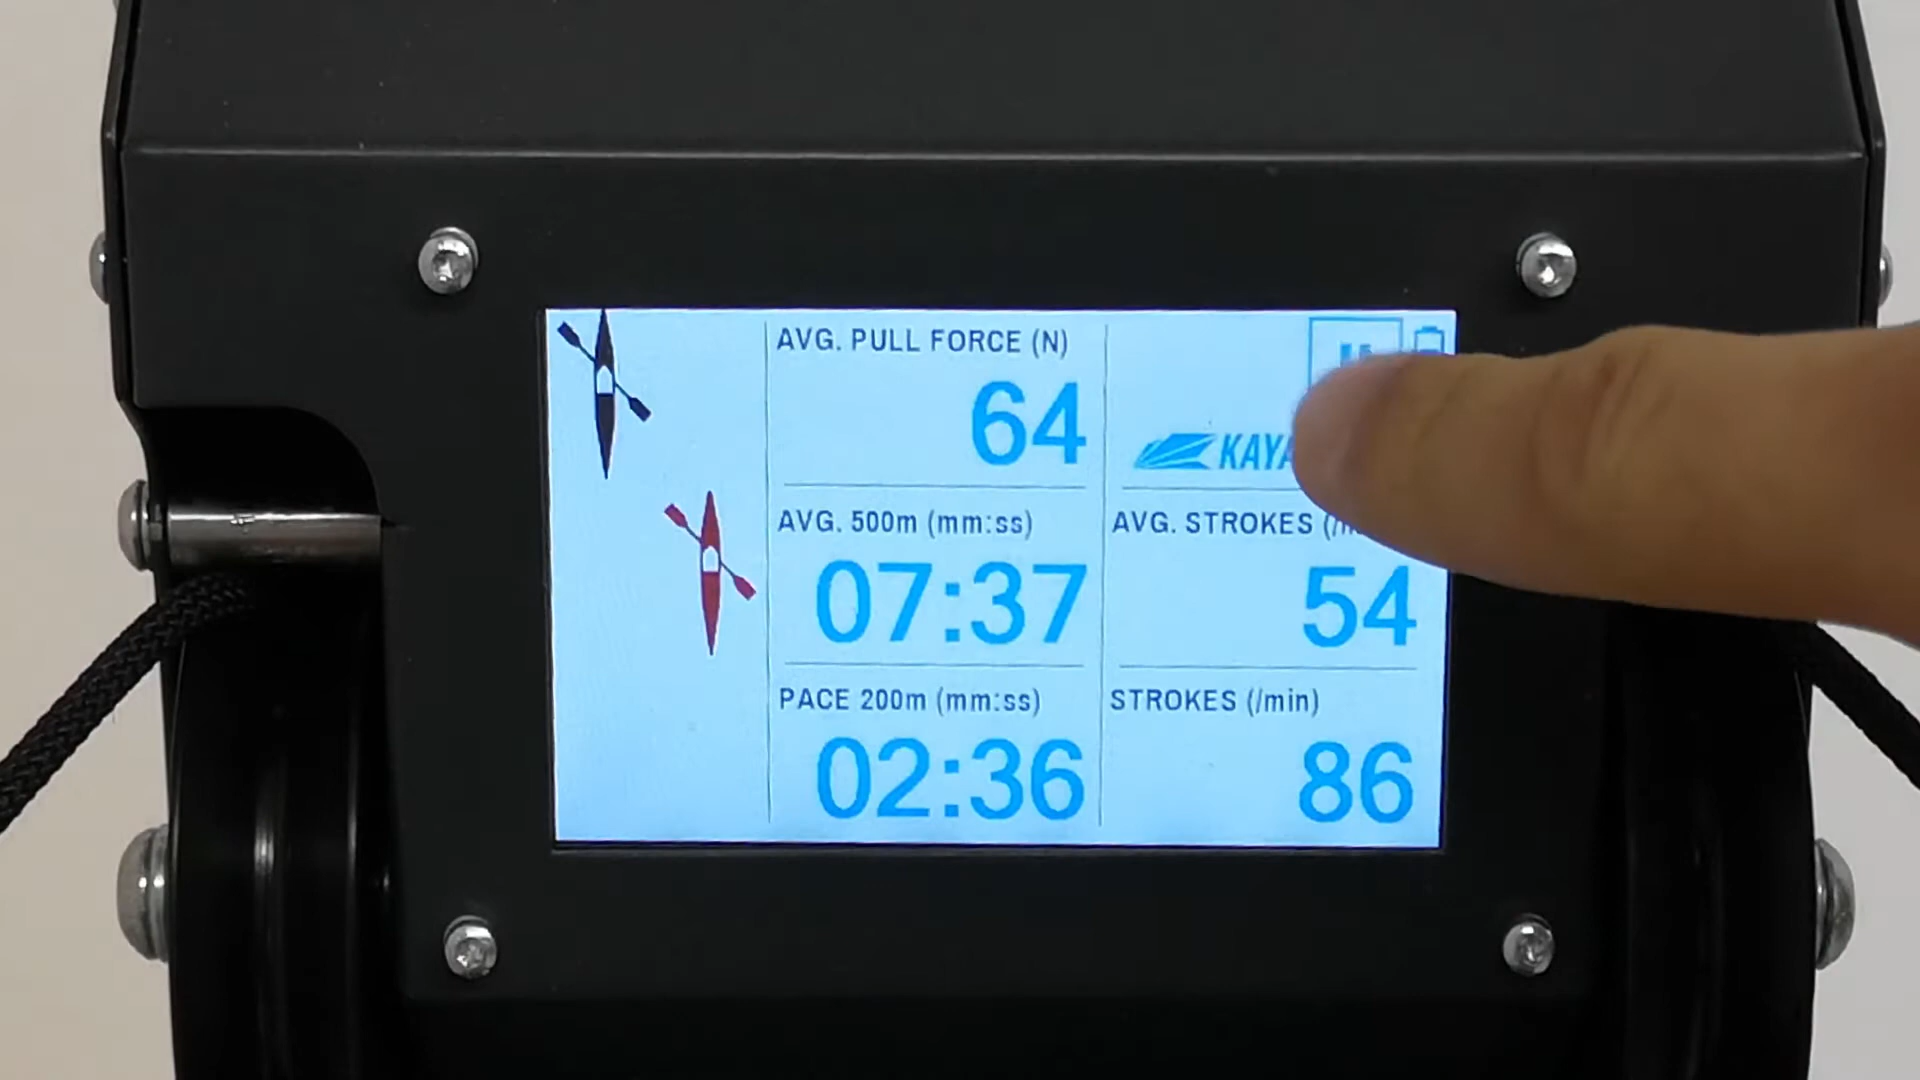 AVG. PULL FORCE (N)
64
AVG. 500m (mm:ss)
07:37
AVG. STROKES
54
PACE 200m (mm:ss)
02:36
STROKES (/min)
86